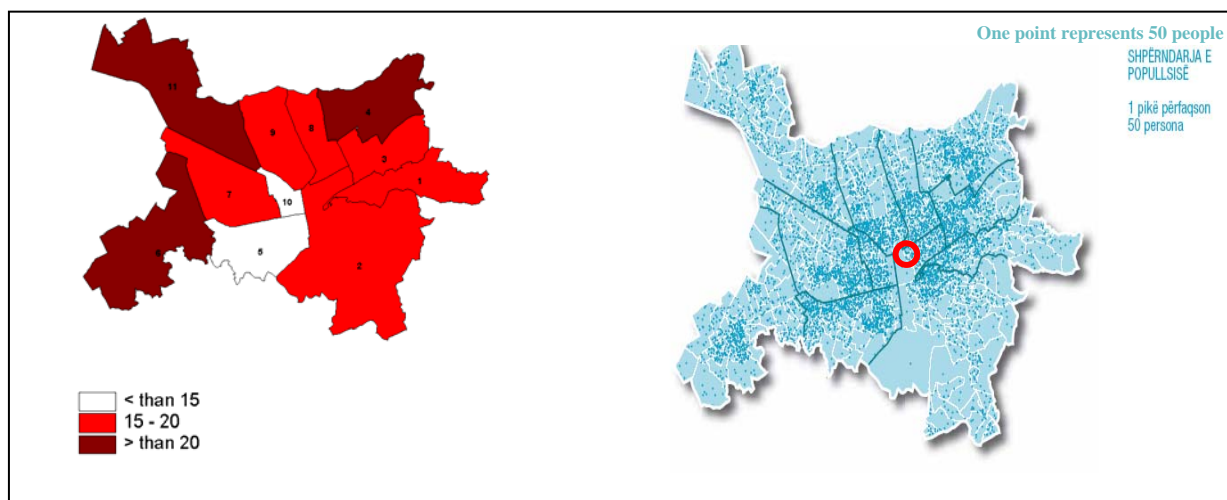 11
9
8
4
3
1
7
10
6
5
2
< than 15
15 - 20
> than 20
One point represents 50 people
SHPËRNDARJA E
POPULLSISË
1 pikë përfaqson
50 persona